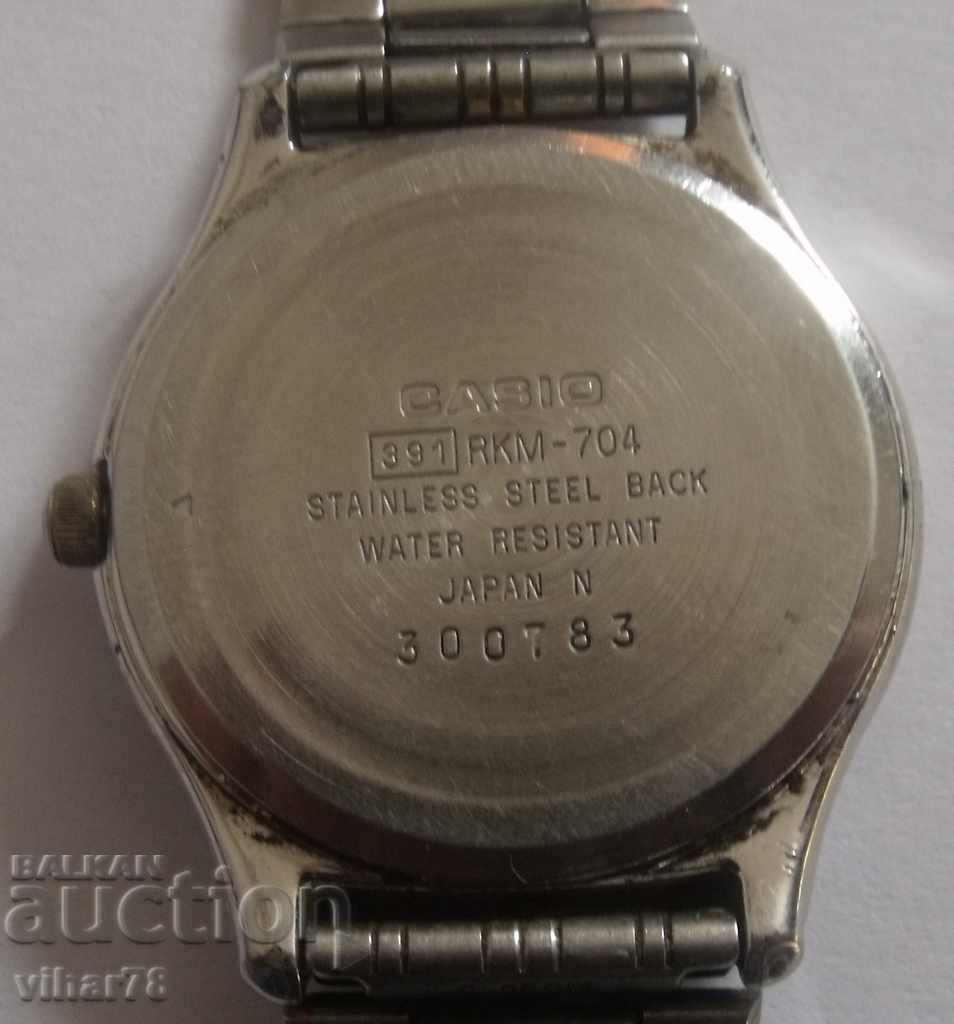 CASIO
391 RKM-704
STAINLESS STEEL BACK
WATER RESISTANT
JAPAN N
300783
BALKAN
auction
vihar78